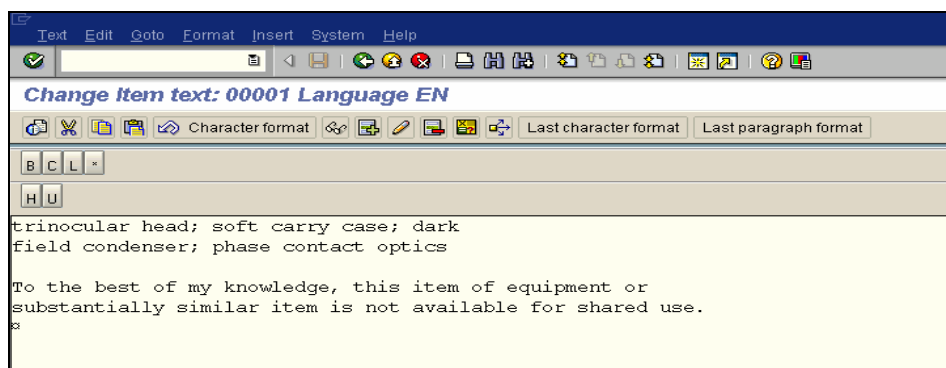 Text Edit Goto Format Insert System Help
Change Item text: 00001 Language EN
Character format Last character format Last paragraph format
B C L *
H U
trinocular head; soft carry case; dark
field condenser; phase contact optics
To the best of my knowledge, this item of equipment or
substantially similar item is not available for shared use.
¤